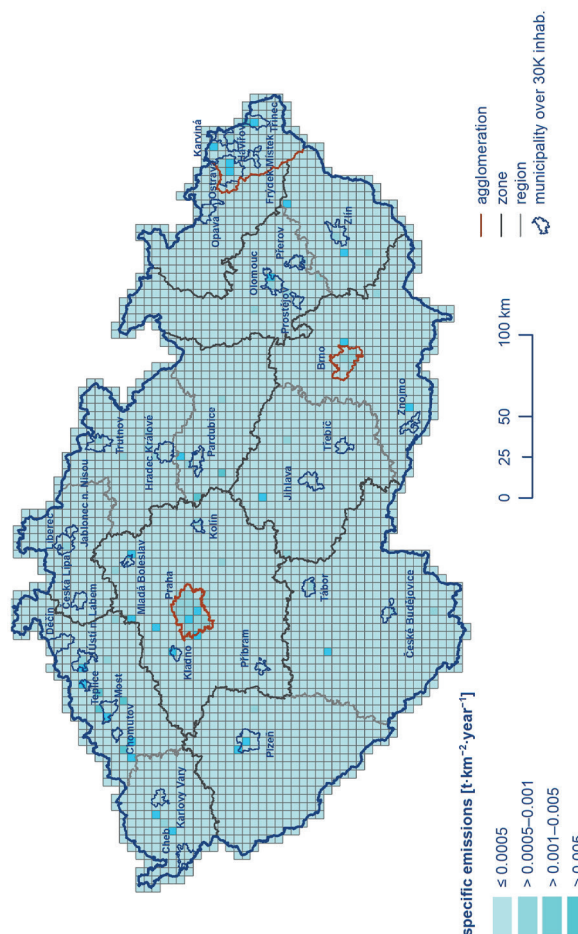 Děčín
Česká Lípa
Jablonec n. Nisou
Ústí n. Labem
Teplice
Most
Chomutov
Trutnov
Mladá Boleslav
Hradec Králové
Karlovy Vary
Cheb
Praha
Kladno
Kolín
Pardubice
Karviná
Havířov
Třinec
Ostrava
Opava
Frýdek Místek
Plzeň
Příbram
Olomouc
Přerov
Prostějov
Tábor
Jihlava
Třebíč
Brno
Zlín
Znojmo
České Budějovice
specific emissions [t·km⁻²·year⁻¹]
≤ 0.0005
> 0.0005–0.001
> 0.001–0.005
> 0.005
0 25 50 100 km
agglomeration
zone
region
municipality over 30K inhab.